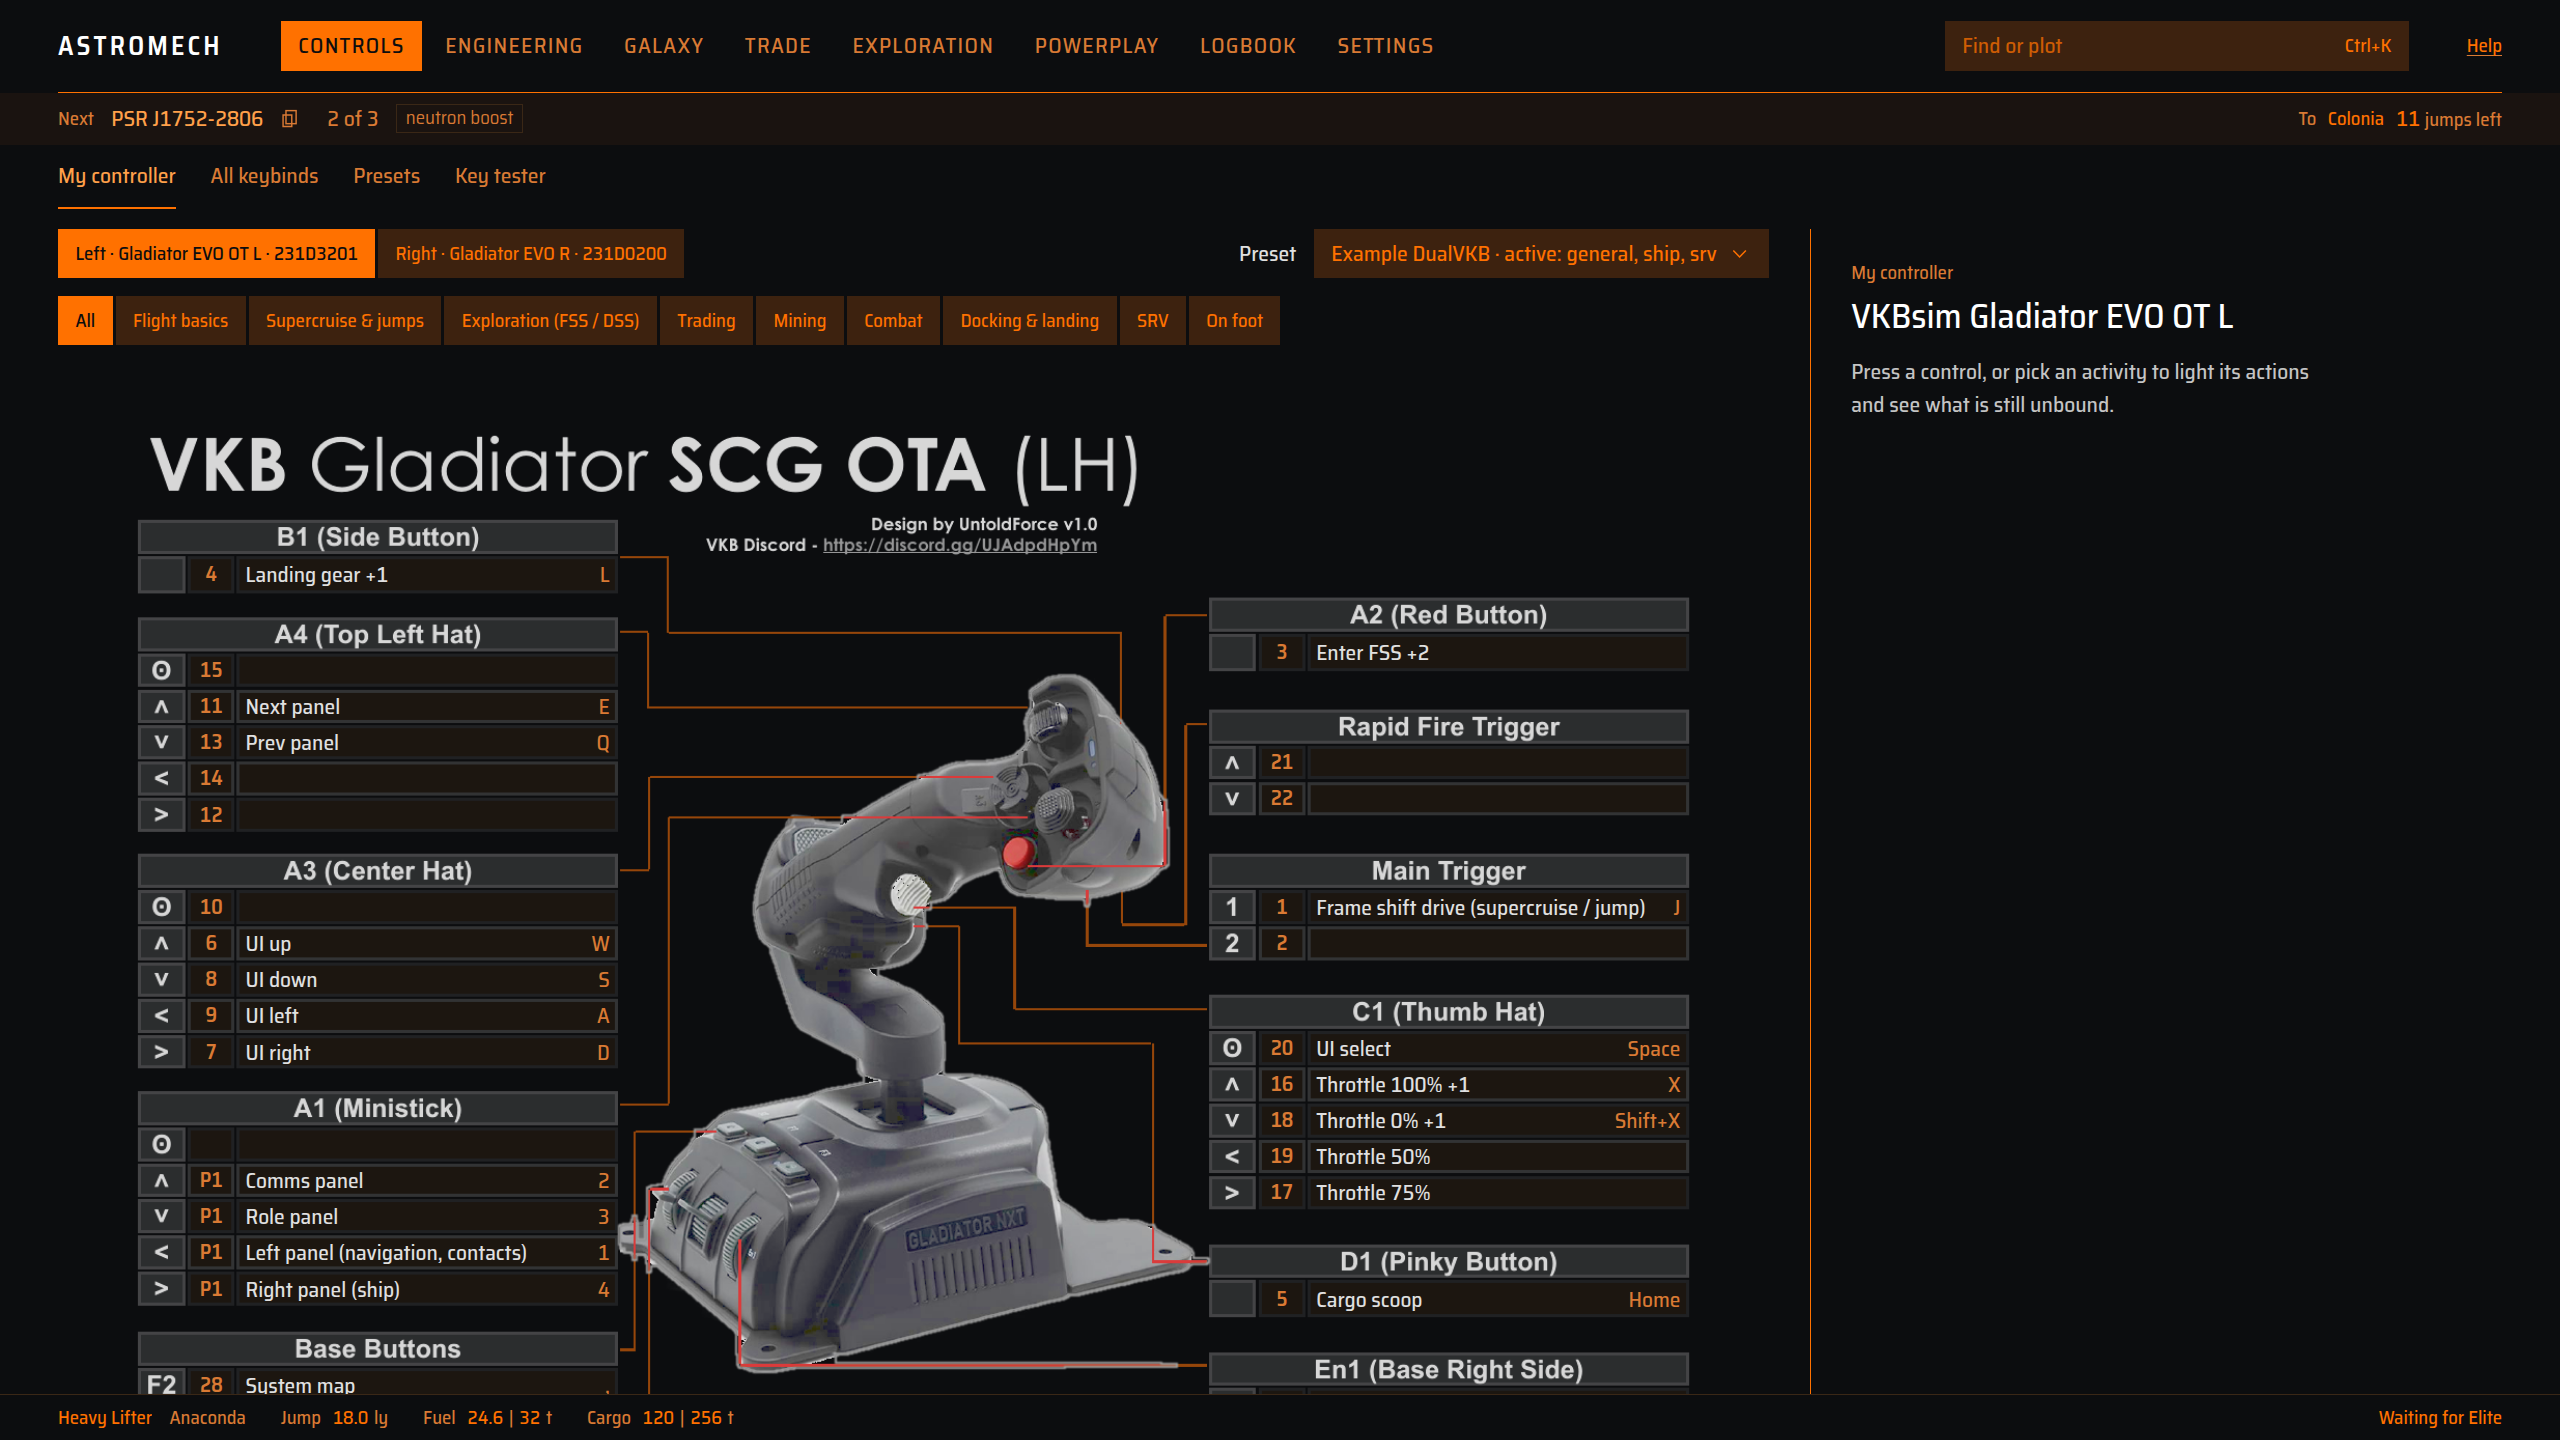 ASTROMECH
CONTROLS
ENGINEERING
GALAXY
TRADE
EXPLORATION
POWERPLAY
LOGBOOK
SETTINGS
Find or plot
Ctrl+K
Help
Next PSR J1752-2806 2 of 3 neutron boost
To Colonia 11 jumps left
My controller
All keybinds
Presets
Key tester
Left · Gladiator EVO OT L · 231D3201
Right · Gladiator EVO R · 231D0200
Preset
Example DualVKB · active: general, ship, srv
All
Flight basics
Supercruise & jumps
Exploration (FSS / DSS)
Trading
Mining
Combat
Docking & landing
SRV
On foot
My controller
VKBsim Gladiator EVO OT L
Press a control, or pick an activity to light its actions
and see what is still unbound.
VKB Gladiator SCG OTA (LH)
Design by UntoldForce v1.0
VKB Discord - https://discord.gg/UJAdpdHpYm
B1 (Side Button)
4 Landing gear +1 L
A4 (Top Left Hat)
15
11 Next panel E
13 Prev panel Q
14
12
A3 (Center Hat)
10
6 UI up W
8 UI down S
9 UI left A
7 UI right D
A1 (Ministick)
P1 Comms panel 2
P1 Role panel 3
P1 Left panel (navigation, contacts) 1
P1 Right panel (ship) 4
Base Buttons
F2 28 System map ,
A2 (Red Button)
3 Enter FSS +2
Rapid Fire Trigger
21
22
Main Trigger
1 1 Frame shift drive (supercruise / jump) J
2 2
C1 (Thumb Hat)
20 UI select Space
16 Throttle 100% +1 X
18 Throttle 0% +1 Shift+X
19 Throttle 50%
17 Throttle 75%
D1 (Pinky Button)
5 Cargo scoop Home
En1 (Base Right Side)
GLADIATOR NXT
Heavy Lifter Anaconda Jump 18.0 ly Fuel 24.6 | 32 t Cargo 120 | 256 t
Waiting for Elite